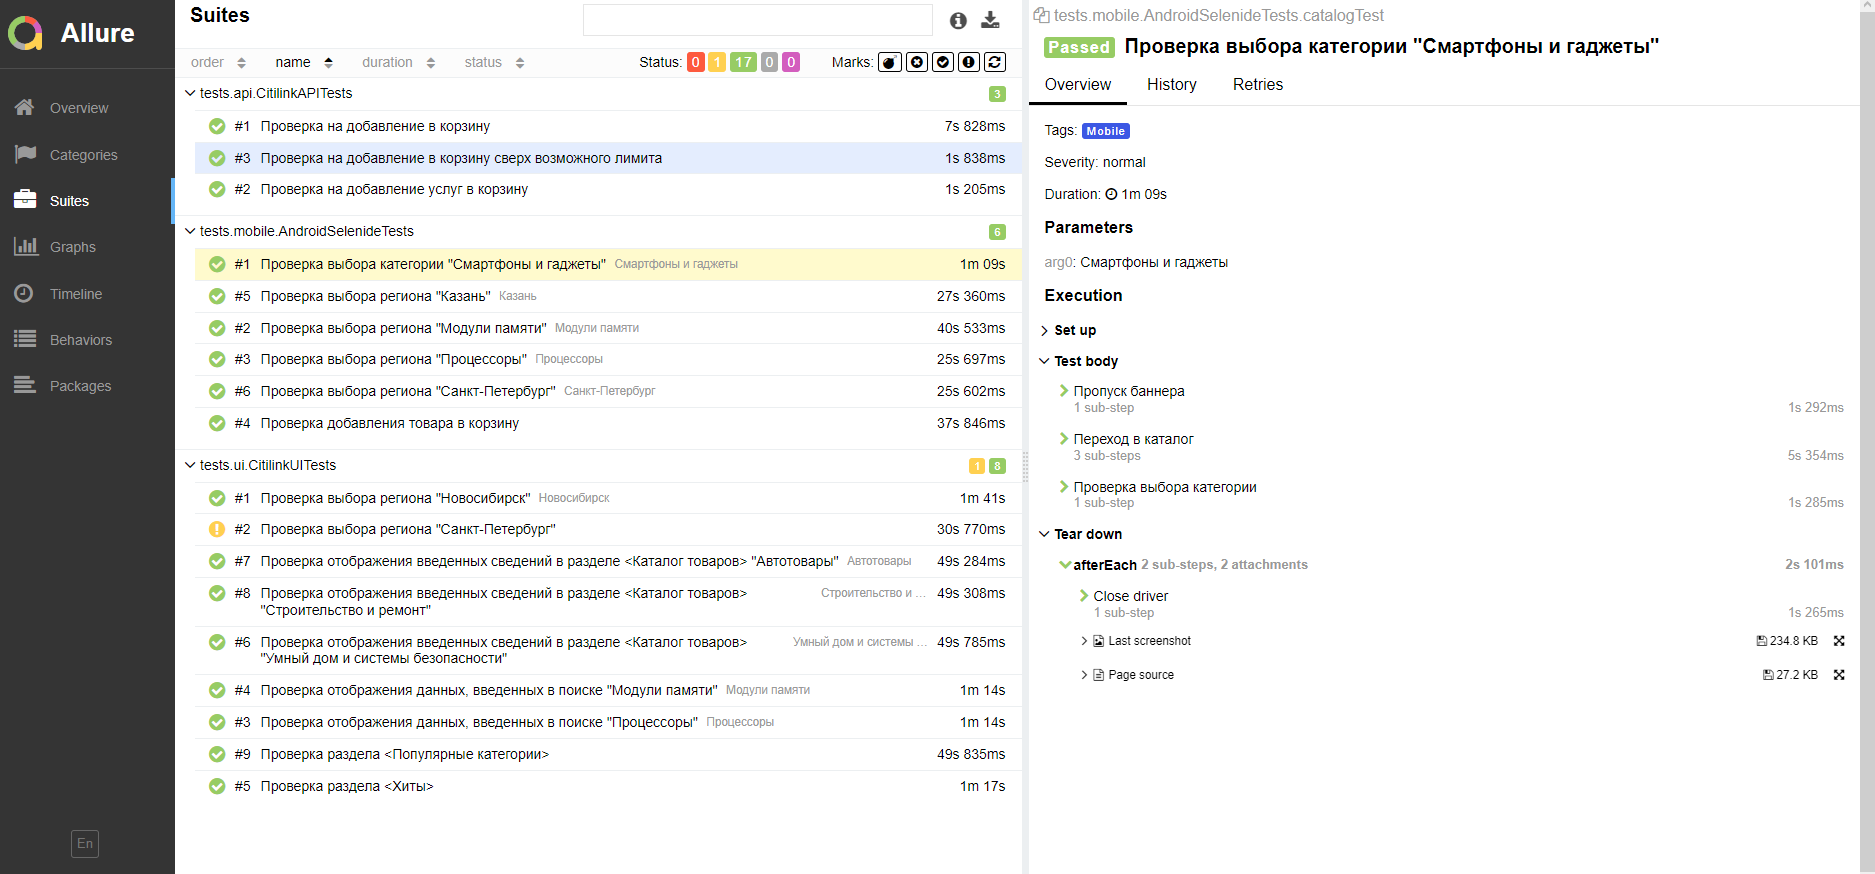 Allure
Overview
Categories
Suites
Graphs
Timeline
Behaviors
Packages
En
Suites
order name duration status Status: 0 1 17 0 0 Marks:
tests.api.CitilinkAPITests 3
#1 Проверка на добавление в корзину 7s 828ms
#3 Проверка на добавление в корзину сверх возможного лимита 1s 838ms
#2 Проверка на добавление услуг в корзину 1s 205ms
tests.mobile.AndroidSelenideTests 6
#1 Проверка выбора категории "Смартфоны и гаджеты" Смартфоны и гаджеты 1m 09s
#5 Проверка выбора региона "Казань" Казань 27s 360ms
#2 Проверка выбора региона "Модули памяти" Модули памяти 40s 533ms
#3 Проверка выбора региона "Процессоры" Процессоры 25s 697ms
#6 Проверка выбора региона "Санкт-Петербург" Санкт-Петербург 25s 602ms
#4 Проверка добавления товара в корзину 37s 846ms
tests.ui.CitilinkUITests 1 8
#1 Проверка выбора региона "Новосибирск" Новосибирск 1m 41s
#2 Проверка выбора региона "Санкт-Петербург" 30s 770ms
#7 Проверка отображения введенных сведений в разделе <Каталог товаров> "Автотовары" Автотовары 49s 284ms
#8 Проверка отображения введенных сведений в разделе <Каталог товаров> Строительство и ... 49s 308ms
"Строительство и ремонт"
#6 Проверка отображения введенных сведений в разделе <Каталог товаров> Умный дом и системы ... 49s 785ms
"Умный дом и системы безопасности"
#4 Проверка отображения данных, введенных в поиске "Модули памяти" Модули памяти 1m 14s
#3 Проверка отображения данных, введенных в поиске "Процессоры" Процессоры 1m 14s
#9 Проверка раздела <Популярные категории> 49s 835ms
#5 Проверка раздела <Хиты> 1m 17s
tests.mobile.AndroidSelenideTests.catalogTest
Passed Проверка выбора категории "Смартфоны и гаджеты"
Overview History Retries
Tags: Mobile
Severity: normal
Duration: 1m 09s
Parameters
arg0: Смартфоны и гаджеты
Execution
Set up
Test body
Пропуск баннера
1 sub-step 1s 292ms
Переход в каталог
3 sub-steps 5s 354ms
Проверка выбора категории
1 sub-step 1s 285ms
Tear down
afterEach 2 sub-steps, 2 attachments 2s 101ms
Close driver
1 sub-step 1s 265ms
Last screenshot 234.8 KB
Page source 27.2 KB